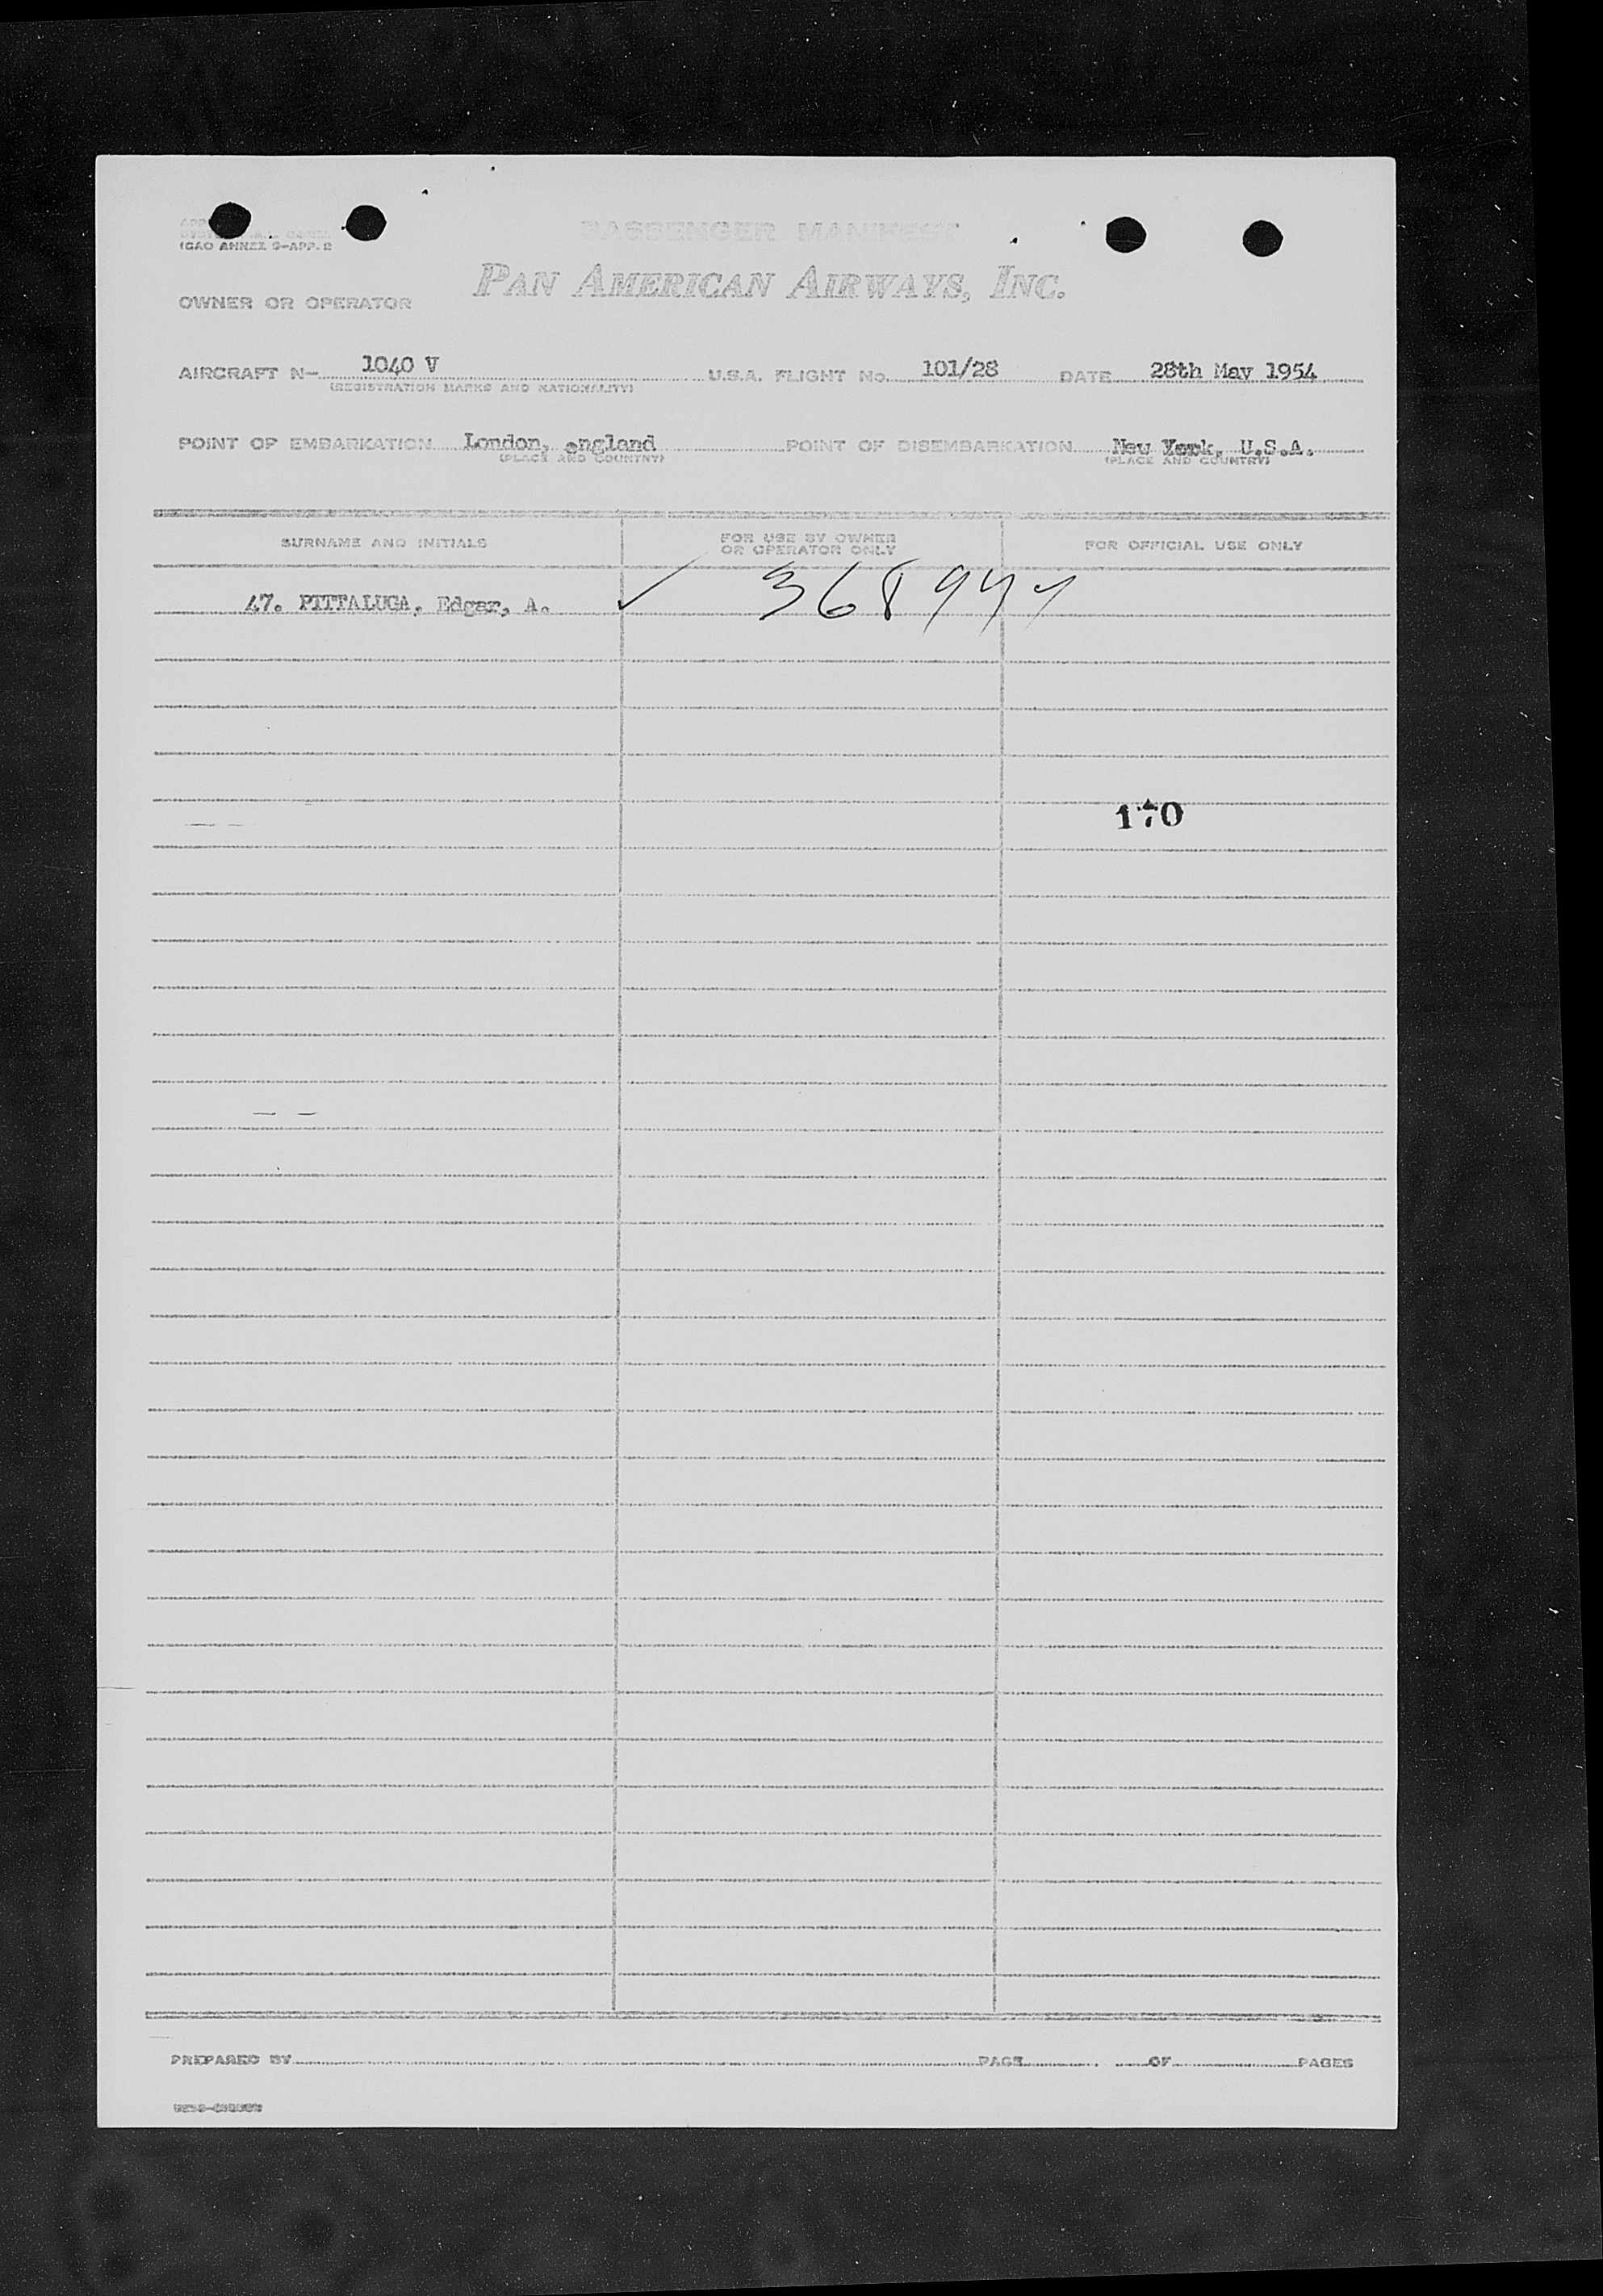 PASSENGER MANIFEST
ICAO ANNEX 9-APP. 2
PAN AMERICAN AIRWAYS, INC.
OWNER OR OPERATOR
AIRCRAFT N- 1040 V U.S.A. FLIGHT No. 101/28 DATE 28th May 1954
(REGISTRATION MARKS AND NATIONALITY)
POINT OF EMBARKATION London, england POINT OF DISEMBARKATION New York, U.S.A.
(PLACE AND COUNTRY) (PLACE AND COUNTRY)
SURNAME AND INITIALS FOR USE BY OWNER OR OPERATOR ONLY FOR OFFICIAL USE ONLY
47. PITTALUGA, Edgar, A. ✓
170
PREPARED BY PAGE OF PAGES